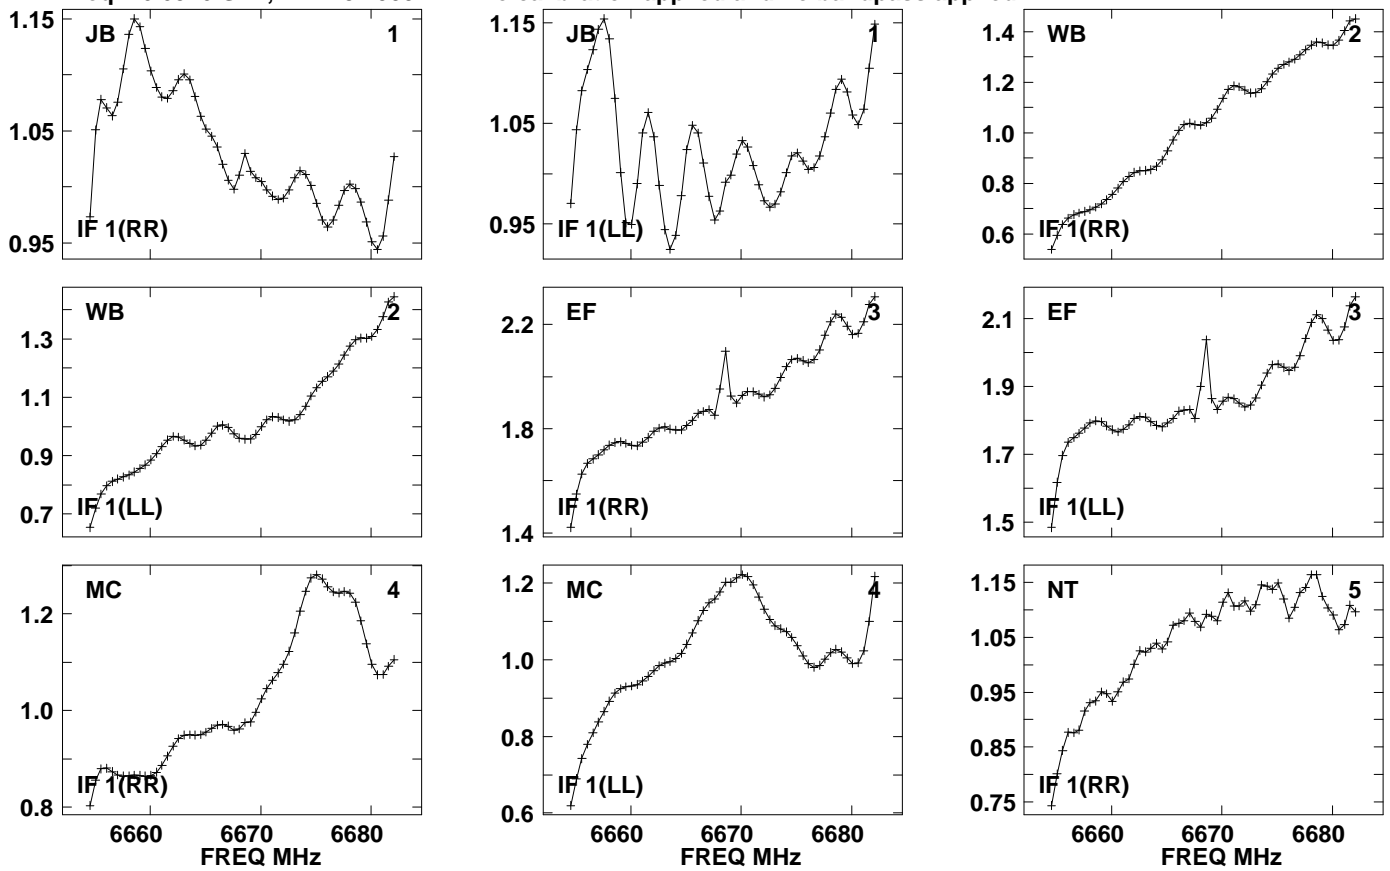 JB 1
1.15
1.05
0.95
IF 1(RR)
JB 1
1.15
1.05
0.95
IF 1(LL)
WB 2
1.4
1.2
1.0
0.8
0.6
IF 1(RR)
WB 2
1.3
1.1
0.9
0.7
IF 1(LL)
EF 3
2.2
1.8
1.4
IF 1(RR)
EF 3
2.1
1.9
1.7
1.5
IF 1(LL)
MC 4
1.2
1.0
0.8
IF 1(RR)
6660 6670 6680
FREQ MHz
MC 4
1.2
1.0
0.8
0.6
IF 1(LL)
6660 6670 6680
FREQ MHz
NT 5
1.15
1.05
0.95
0.85
0.75
IF 1(RR)
6660 6670 6680
FREQ MHz